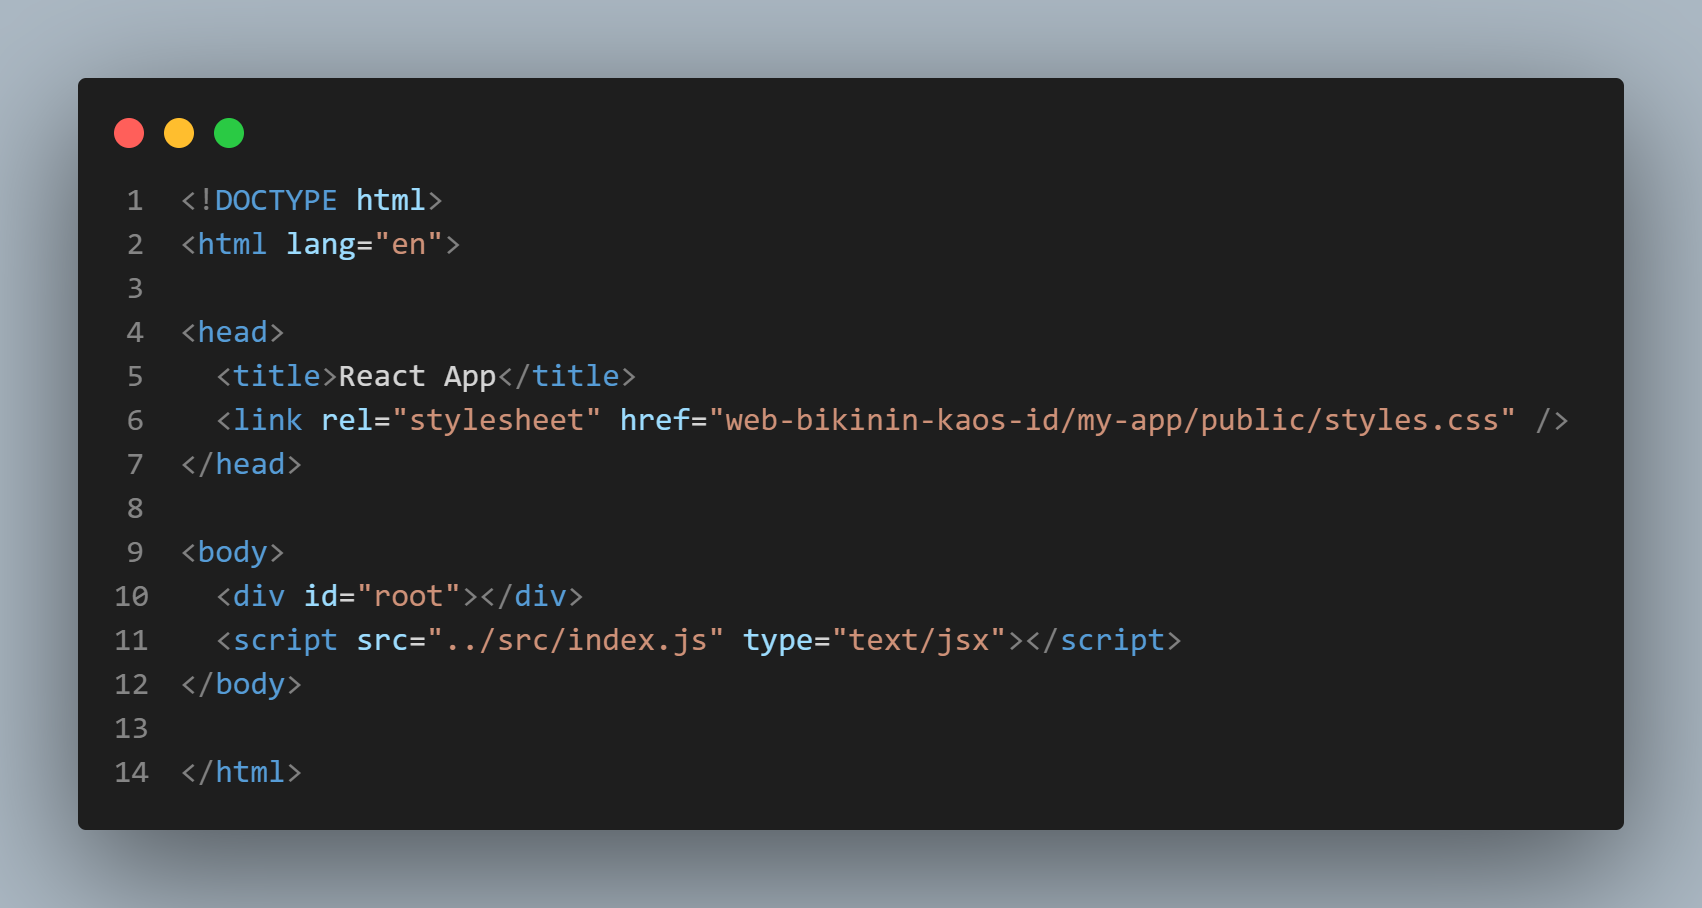 1 <!DOCTYPE html>
2 <html lang="en">
3
4 <head>
5   <title>React App</title>
6   <link rel="stylesheet" href="web-bikinin-kaos-id/my-app/public/styles.css" />
7 </head>
8
9 <body>
10   <div id="root"></div>
11   <script src="../src/index.js" type="text/jsx"></script>
12 </body>
13
14 </html>